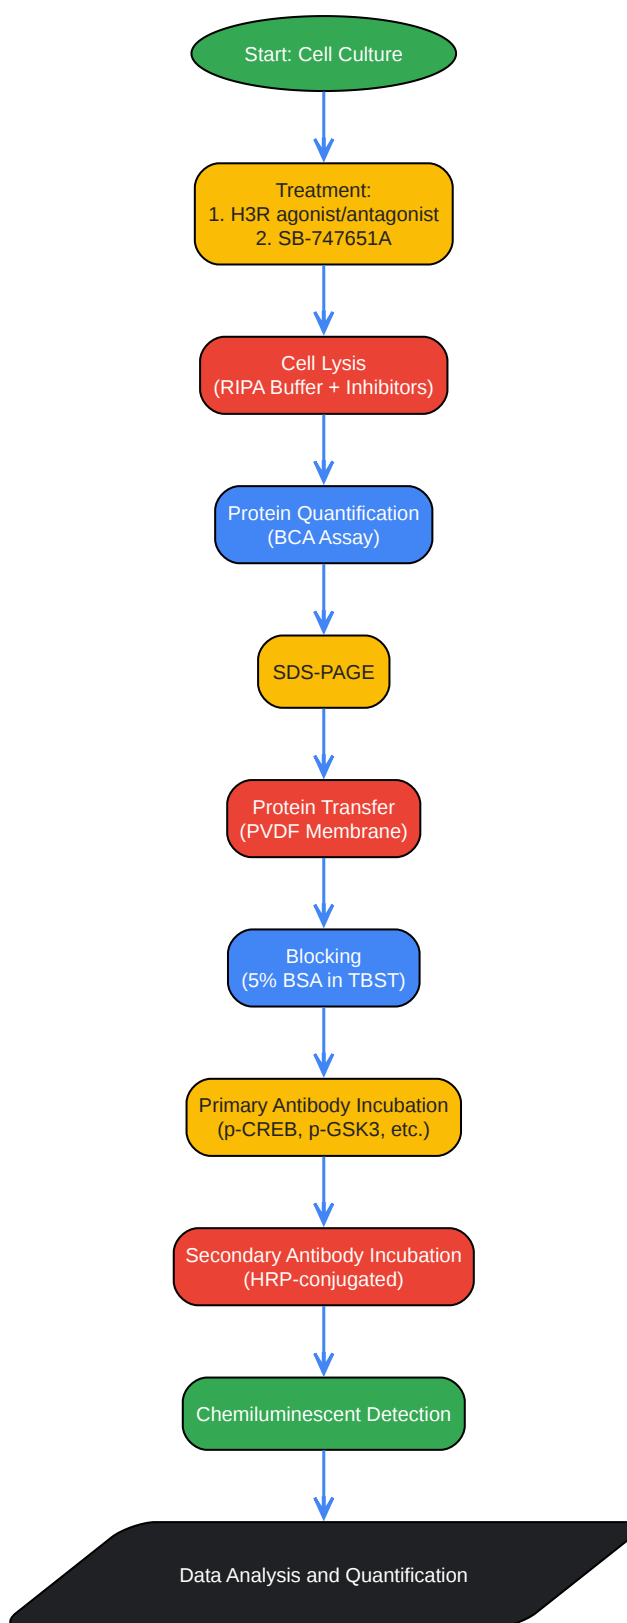 Start: Cell Culture
Treatment:
1. H3R agonist/antagonist
2. SB-747651A
Cell Lysis
(RIPA Buffer + Inhibitors)
Protein Quantification
(BCA Assay)
SDS-PAGE
Protein Transfer
(PVDF Membrane)
Blocking
(5% BSA in TBST)
Primary Antibody Incubation
(p-CREB, p-GSK3, etc.)
Secondary Antibody Incubation
(HRP-conjugated)
Chemiluminescent Detection
Data Analysis and Quantification